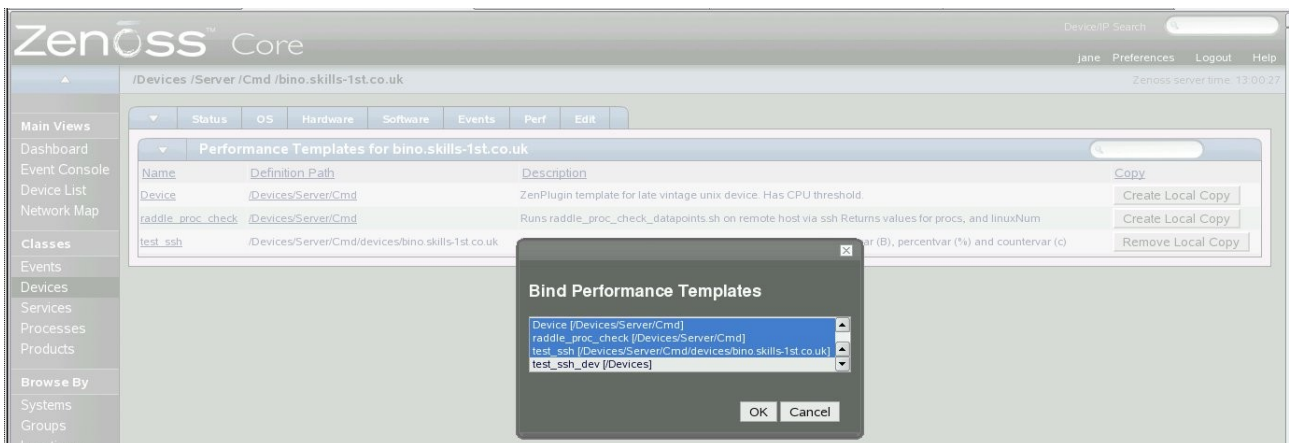 Zenōss™ Core
Device/IP Search
jane Preferences Logout Help
/Devices /Server /Cmd /bino.skills-1st.co.uk
Zenoss server time: 13:00:27
Main Views
Dashboard
Event Console
Device List
Network Map
Classes
Events
Devices
Services
Processes
Products
Browse By
Systems
Groups
Status OS Hardware Software Events Perf Edit
Performance Templates for bino.skills-1st.co.uk
Name Definition Path Description Copy
Device /Devices/Server/Cmd ZenPlugin template for late vintage unix device. Has CPU threshold. Create Local Copy
raddle_proc_check /Devices/Server/Cmd Runs raddle_proc_check_datapoints.sh on remote host via ssh Returns values for procs, and linuxNum Create Local Copy
test_ssh /Devices/Server/Cmd/devices/bino.skills-1st.co.uk (B), percentvar (%) and countervar (c) Remove Local Copy
Bind Performance Templates
Device [/Devices/Server/Cmd]
raddle_proc_check [/Devices/Server/Cmd]
test_ssh [/Devices/Server/Cmd/devices/bino.skills-1st.co.uk]
test_ssh_dev [/Devices]
OK Cancel